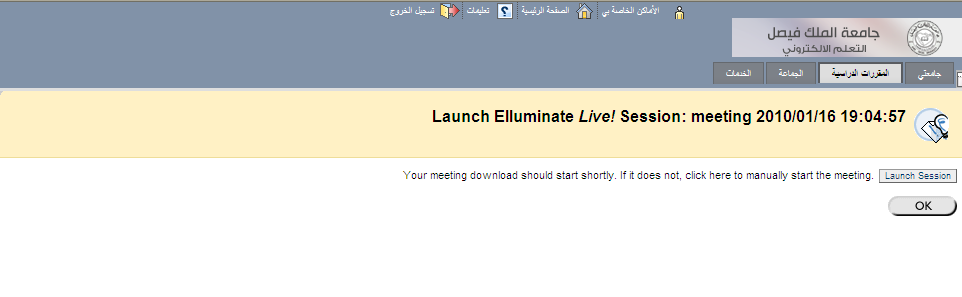 الأماكن الخاصة بي
الصفحة الرئيسية
تعليمات
تسجيل الخروج
جامعة الملك فيصل
التعلم الالكتروني
جامعتي
المقررات الدراسية
الجماعة
الخدمات
Launch Elluminate Live! Session: meeting 2010/01/16 19:04:57
Your meeting download should start shortly. If it does not, click here to manually start the meeting. Launch Session
OK